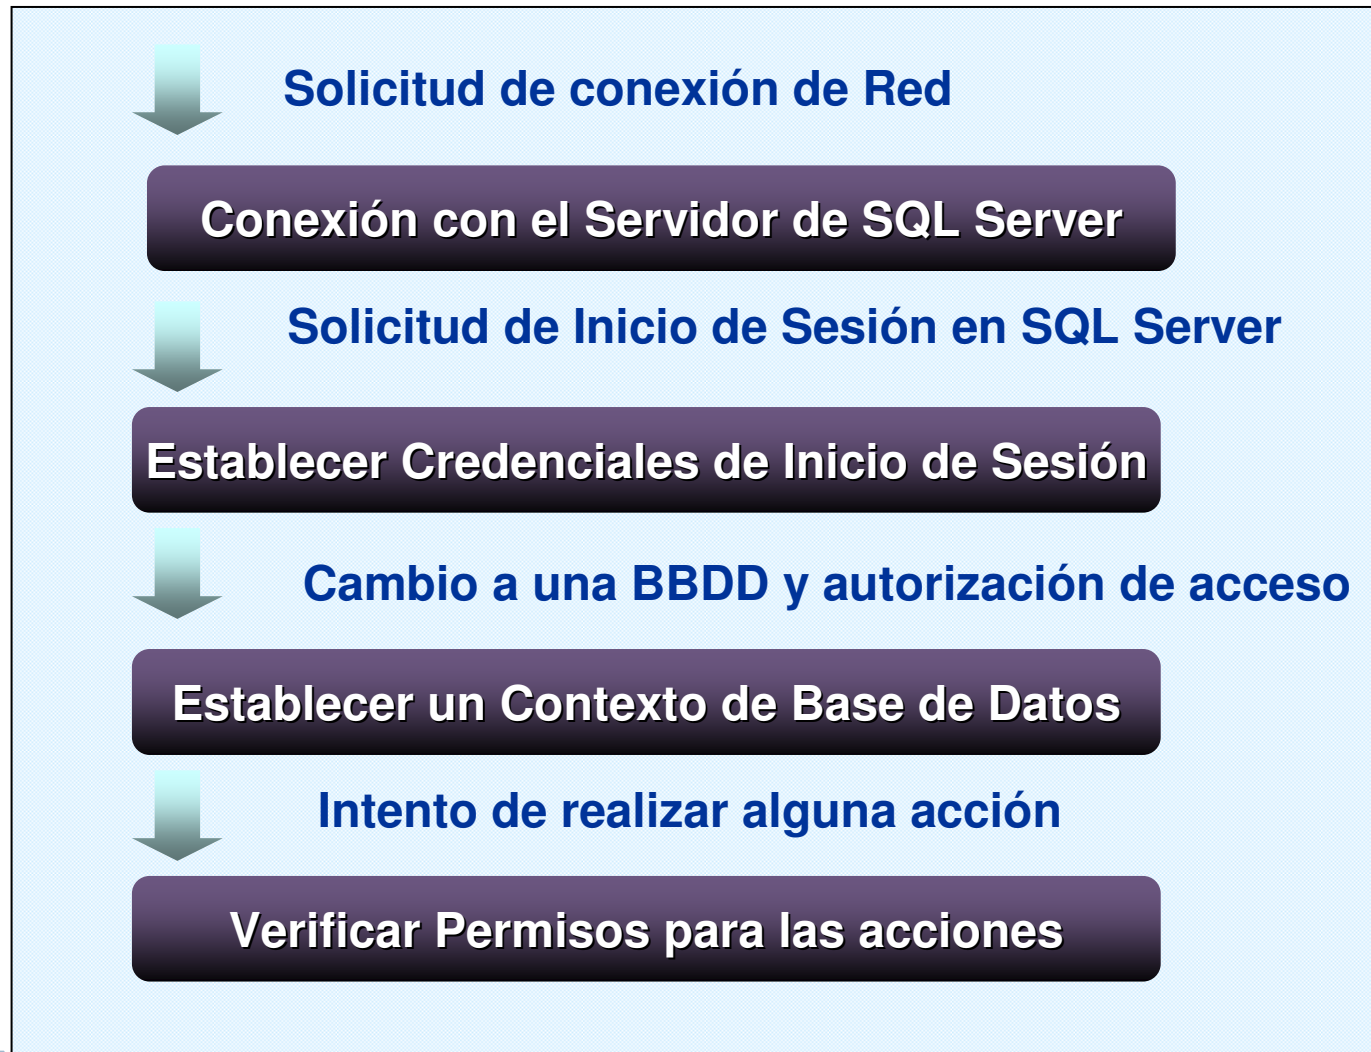 Solicitud de conexión de Red
Conexión con el Servidor de SQL Server
Solicitud de Inicio de Sesión en SQL Server
Establecer Credenciales de Inicio de Sesión
Cambio a una BBDD y autorización de acceso
Establecer un Contexto de Base de Datos
Intento de realizar alguna acción
Verificar Permisos para las acciones